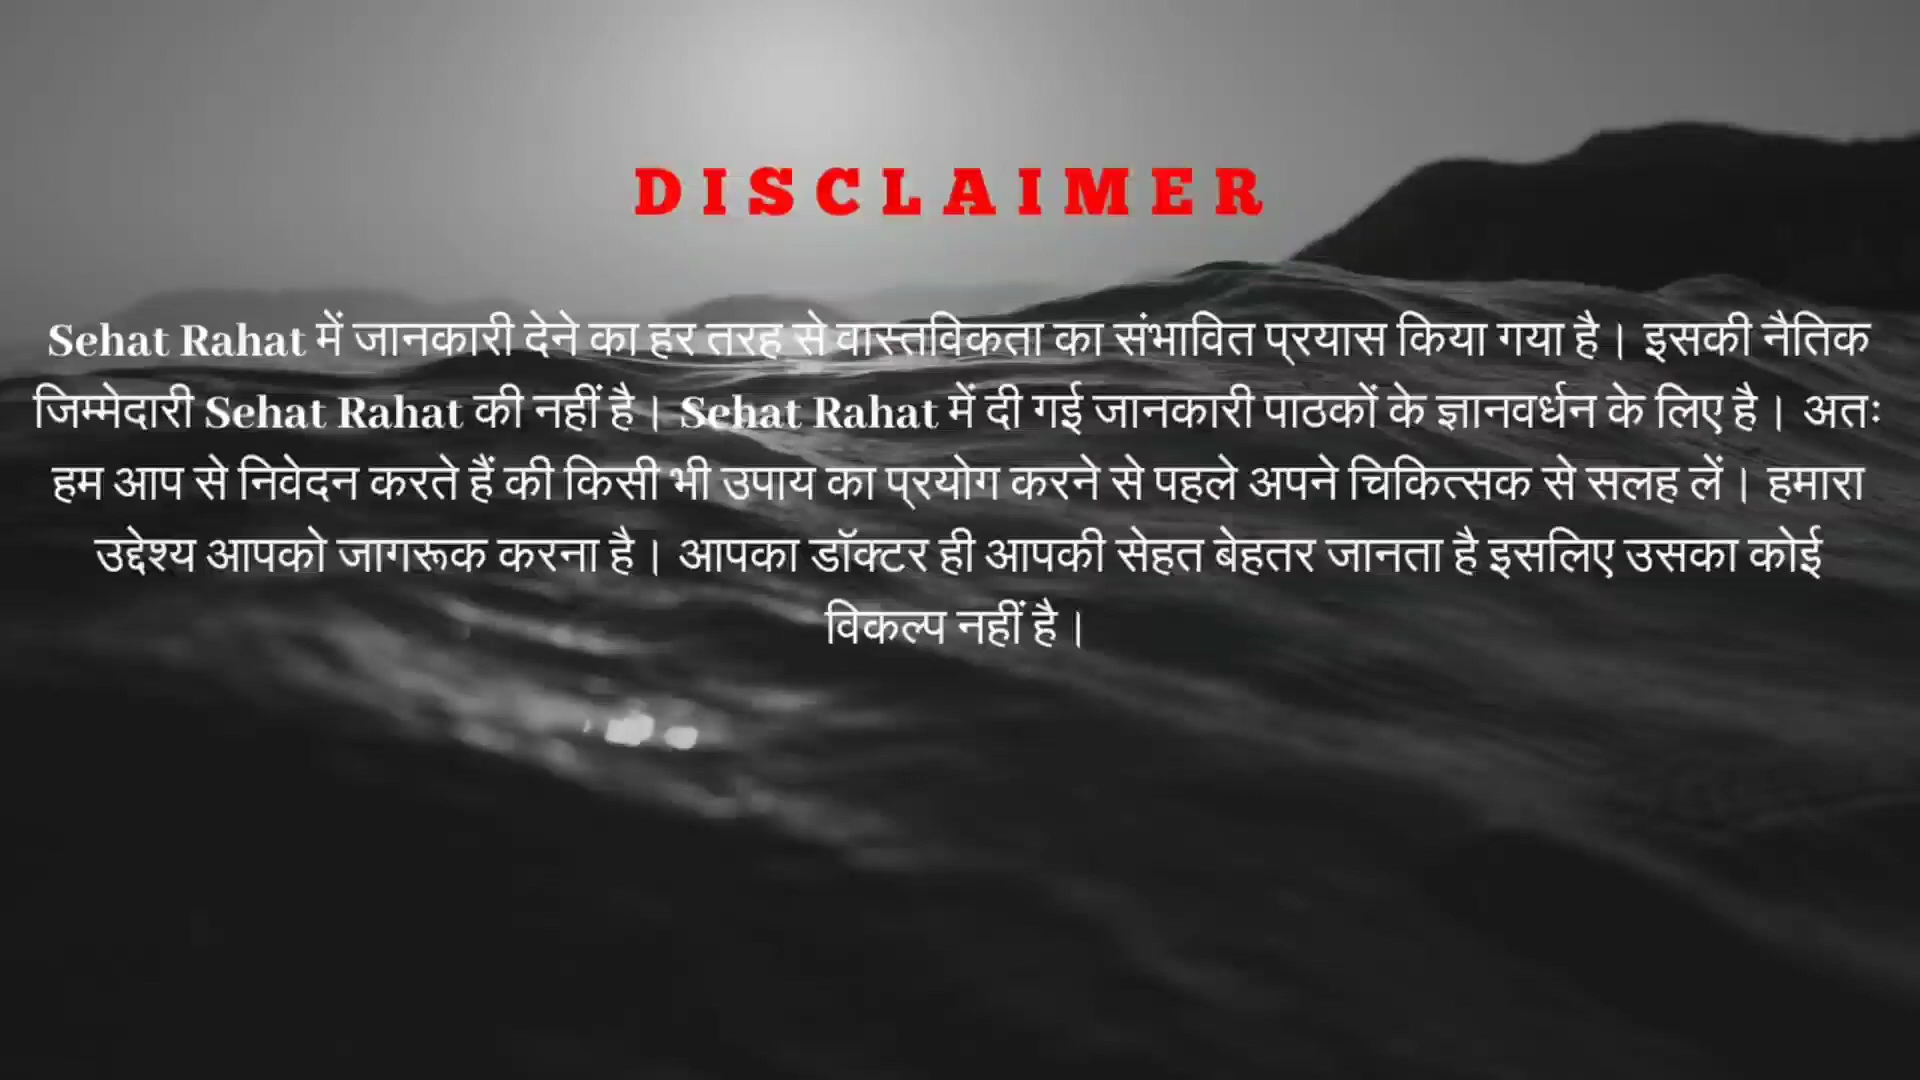 DISCLAIMER
Sehat Rahat में जानकारी देने का हर तरह से वास्तविकता का संभावित प्रयास किया गया है। इसकी नैतिक
जिम्मेदारी Sehat Rahat की नहीं है। Sehat Rahat में दी गई जानकारी पाठकों के ज्ञानवर्धन के लिए है। अतः
हम आप से निवेदन करते हैं की किसी भी उपाय का प्रयोग करने से पहले अपने चिकित्सक से सलह लें। हमारा
उद्देश्य आपको जागरूक करना है। आपका डॉक्टर ही आपकी सेहत बेहतर जानता है इसलिए उसका कोई
विकल्प नहीं है।